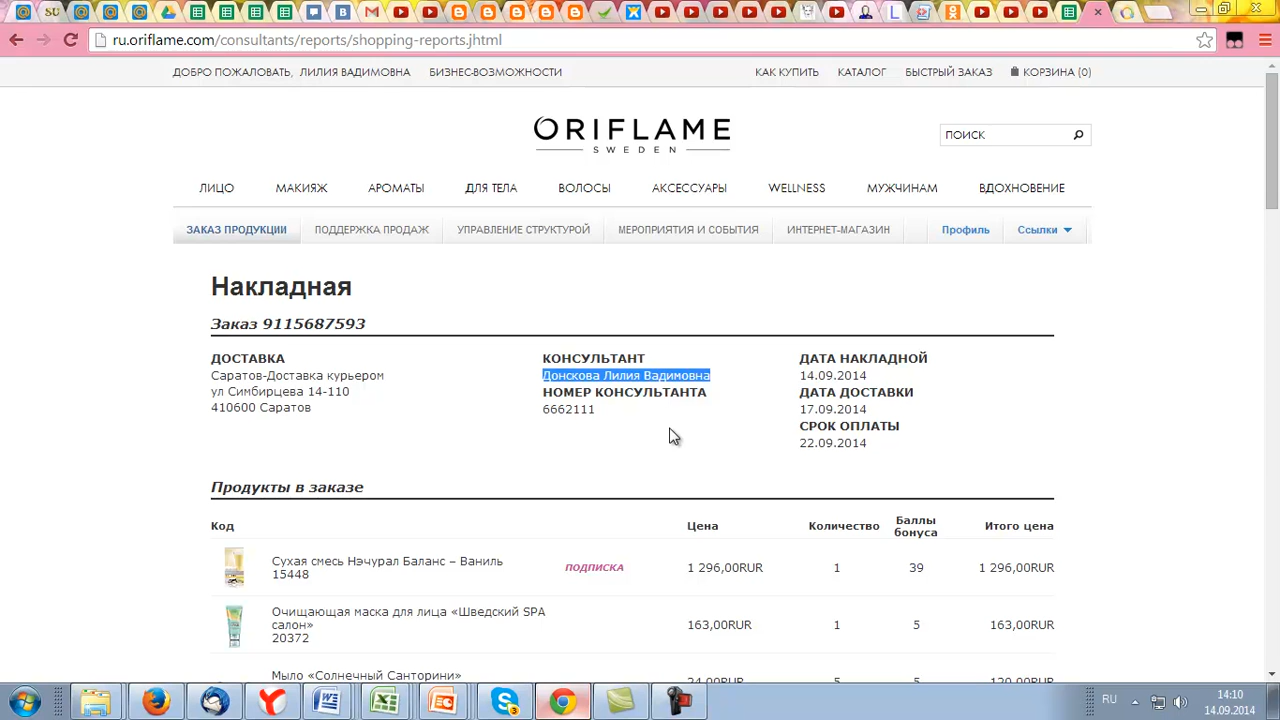 ru.oriflame.com/consultants/reports/shopping-reports.jhtml
ДОБРО ПОЖАЛОВАТЬ, ЛИЛИЯ ВАДИМОВНА БИЗНЕС-ВОЗМОЖНОСТИ КАК КУПИТЬ КАТАЛОГ БЫСТРЫЙ ЗАКАЗ КОРЗИНА (0)
ORIFLAME
SWEDEN
ПОИСК
ЛИЦО МАКИЯЖ АРОМАТЫ ДЛЯ ТЕЛА ВОЛОСЫ АКСЕССУАРЫ WELLNESS МУЖЧИНАМ ВДОХНОВЕНИЕ
ЗАКАЗ ПРОДУКЦИИ ПОДДЕРЖКА ПРОДАЖ УПРАВЛЕНИЕ СТРУКТУРОЙ МЕРОПРИЯТИЯ И СОБЫТИЯ ИНТЕРНЕТ-МАГАЗИН Профиль Ссылки
Накладная
Заказ 9115687593
ДОСТАВКА
Саратов-Доставка курьером
ул Симбирцева 14-110
410600 Саратов
КОНСУЛЬТАНТ
Донскова Лилия Вадимовна
НОМЕР КОНСУЛЬТАНТА
6662111
ДАТА НАКЛАДНОЙ
14.09.2014
ДАТА ДОСТАВКИ
17.09.2014
СРОК ОПЛАТЫ
22.09.2014
Продукты в заказе
Код Цена Количество Баллы бонуса Итого цена
Сухая смесь Нэчурал Баланс – Ваниль ПОДПИСКА 1 296,00RUR 1 39 1 296,00RUR
15448
Очищающая маска для лица «Шведский SPA
салон» 163,00RUR 1 5 163,00RUR
20372
Мыло «Солнечный Санторини» 24,00RUR 5 5 120,00RUR
RU
14:10
14.09.2014